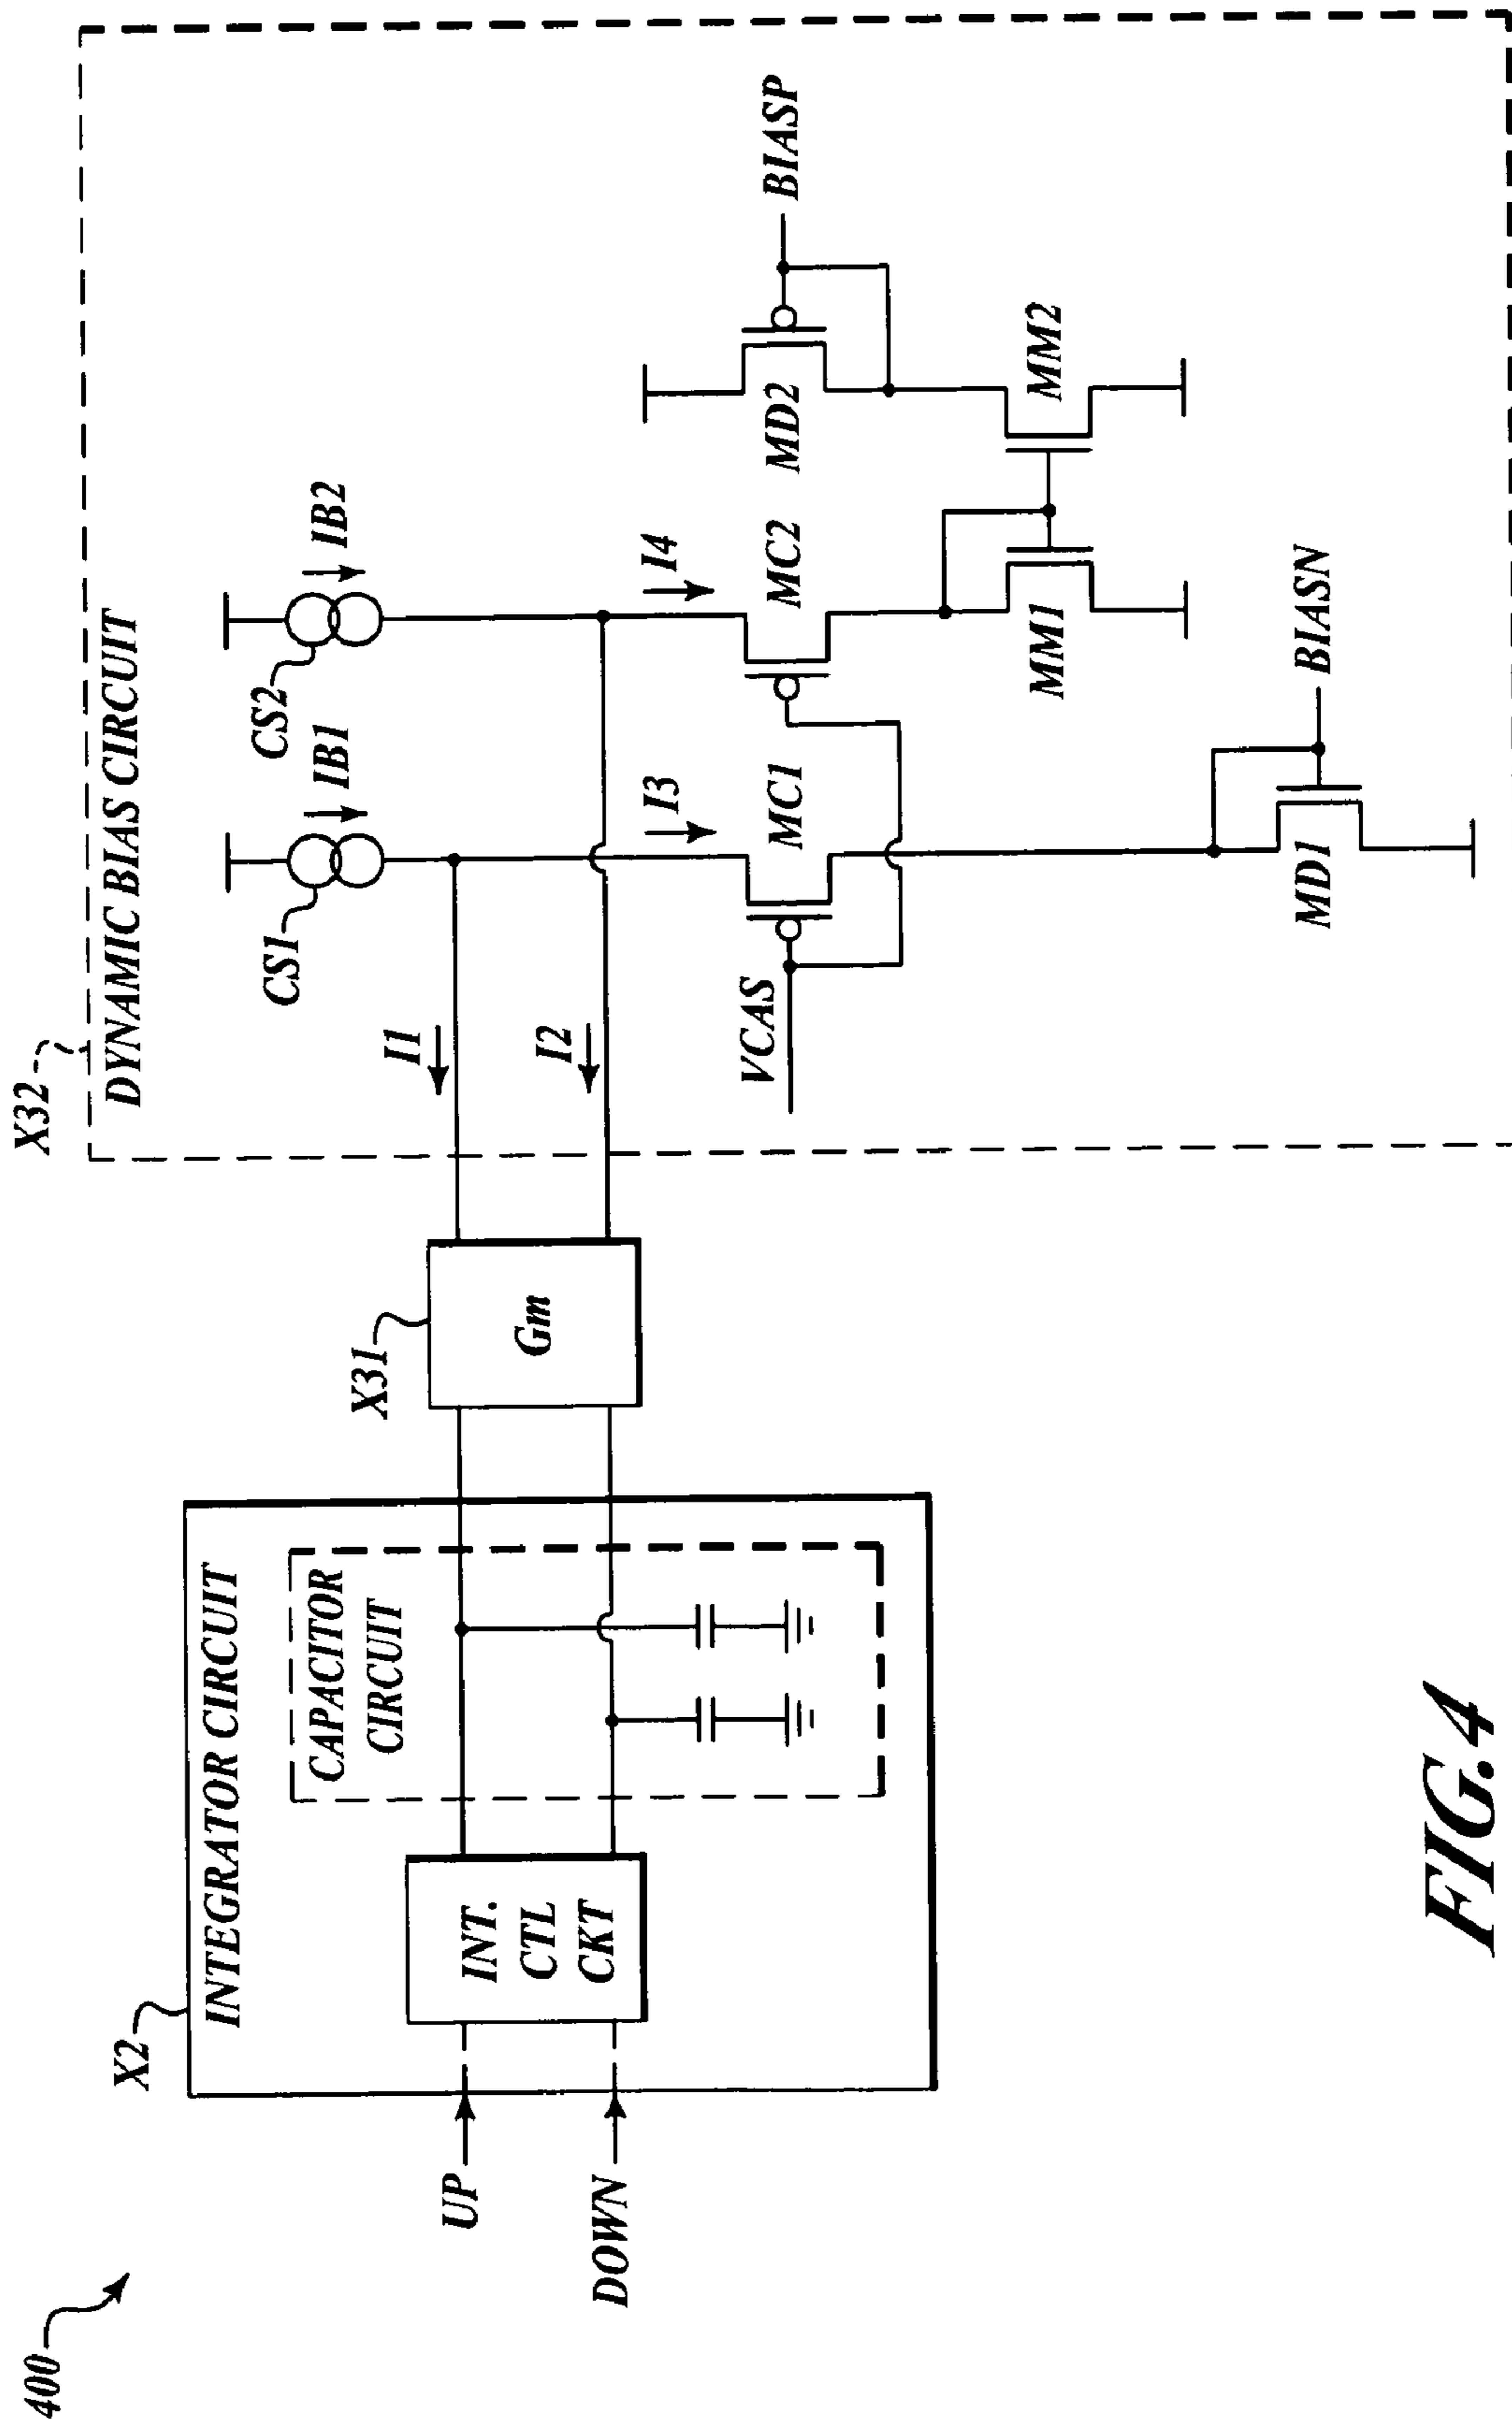 400
X2
INTEGRATOR CIRCUIT
CAPACITOR
CIRCUIT
INT.
CTL
CKT
UP
DOWN
X31
Gm
X32
DYNAMIC BIAS CIRCUIT
CS1
IB1
CS2
IB2
I1
I2
I3
I4
VCAS
MC1
MC2
MD2
BIASP
MM1
MM2
MD1
BIASN
FIG.4